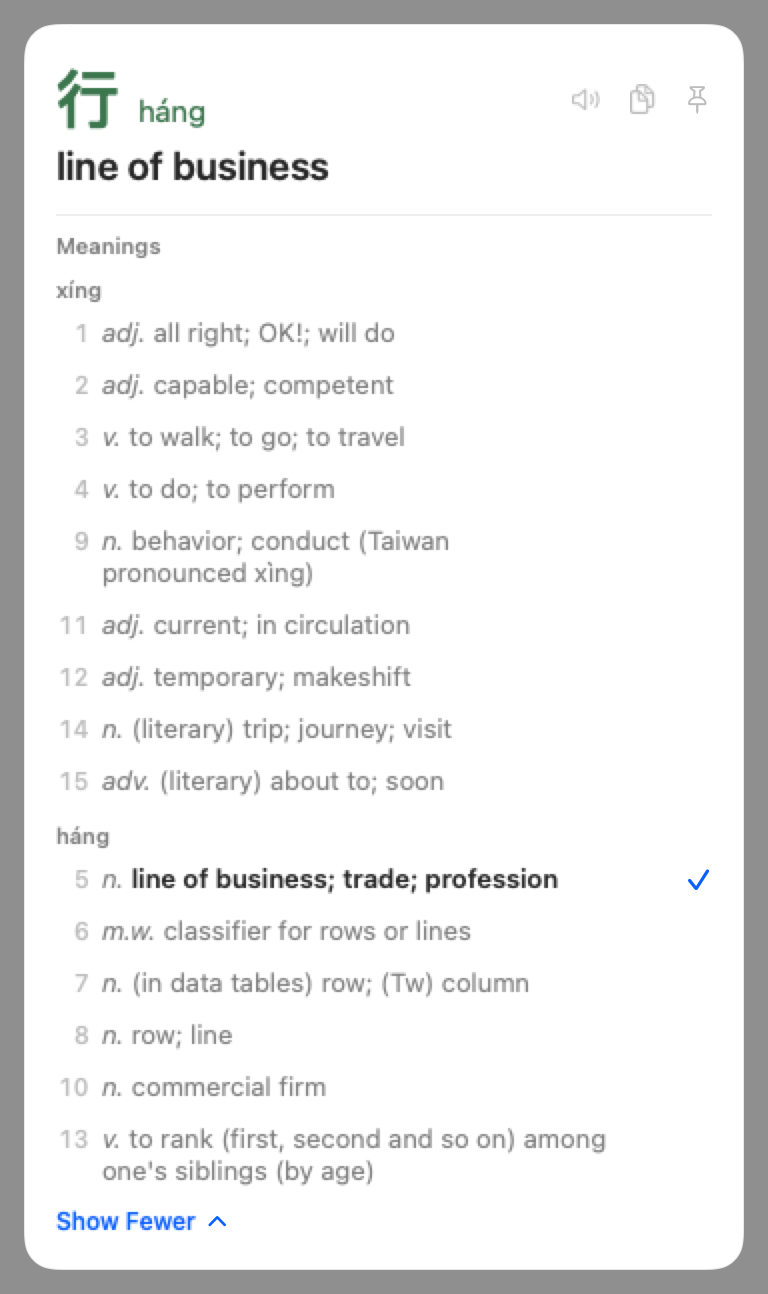 行 háng
line of business
Meanings
xíng
1 adj. all right; OK!; will do
2 adj. capable; competent
3 v. to walk; to go; to travel
4 v. to do; to perform
9 n. behavior; conduct (Taiwan
pronounced xìng)
11 adj. current; in circulation
12 adj. temporary; makeshift
14 n. (literary) trip; journey; visit
15 adv. (literary) about to; soon
háng
5 n. line of business; trade; profession
6 m.w. classifier for rows or lines
7 n. (in data tables) row; (Tw) column
8 n. row; line
10 n. commercial firm
13 v. to rank (first, second and so on) among
one's siblings (by age)
Show Fewer